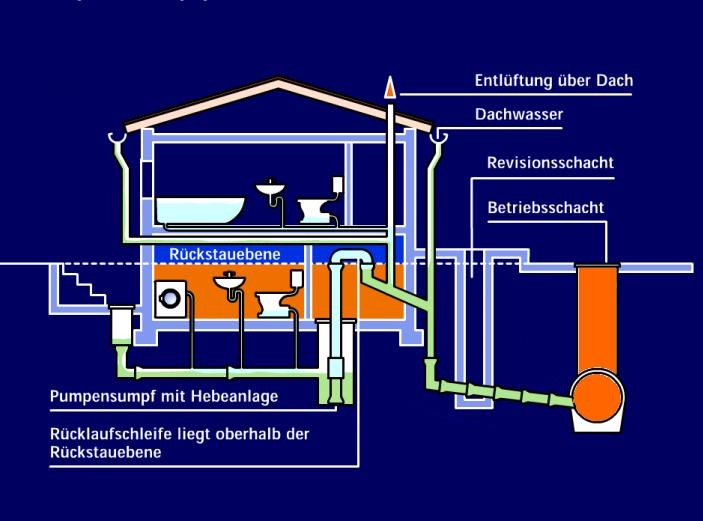 Entlüftung über Dach
Dachwasser
Revisionsschacht
Betriebsschacht
Rückstauebene
Pumpensumpf mit Hebeanlage
Rücklaufschleife liegt oberhalb der
Rückstauebene